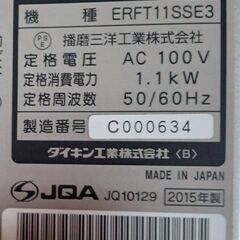 機種 ERFT11SSE3
PSE 播磨三洋工業株式会社
定格電圧 AC 100V
定格消費電力 1.1kW
定格周波数 50/60Hz
製造番号 C000634
ダイキン工業株式会社 〈B〉
MADE IN JAPAN
JQA JQ10129 2015年製